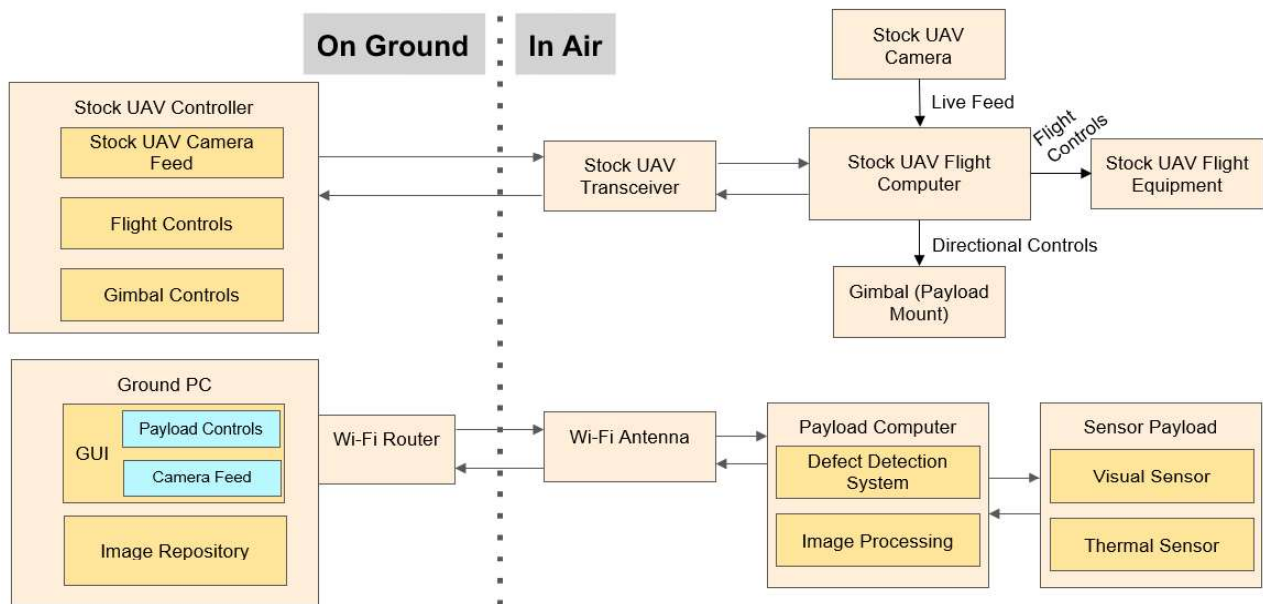 On Ground
In Air
Stock UAV
Camera
Stock UAV Controller
Stock UAV Camera
Feed
Flight Controls
Gimbal Controls
Stock UAV
Transceiver
Live Feed
Stock UAV Flight
Computer
Flight
Controls
Stock UAV Flight
Equipment
Directional Controls
Gimbal (Payload
Mount)
Ground PC
GUI
Payload Controls
Camera Feed
Image Repository
Wi-Fi Router
Wi-Fi Antenna
Payload Computer
Defect Detection
System
Image Processing
Sensor Payload
Visual Sensor
Thermal Sensor